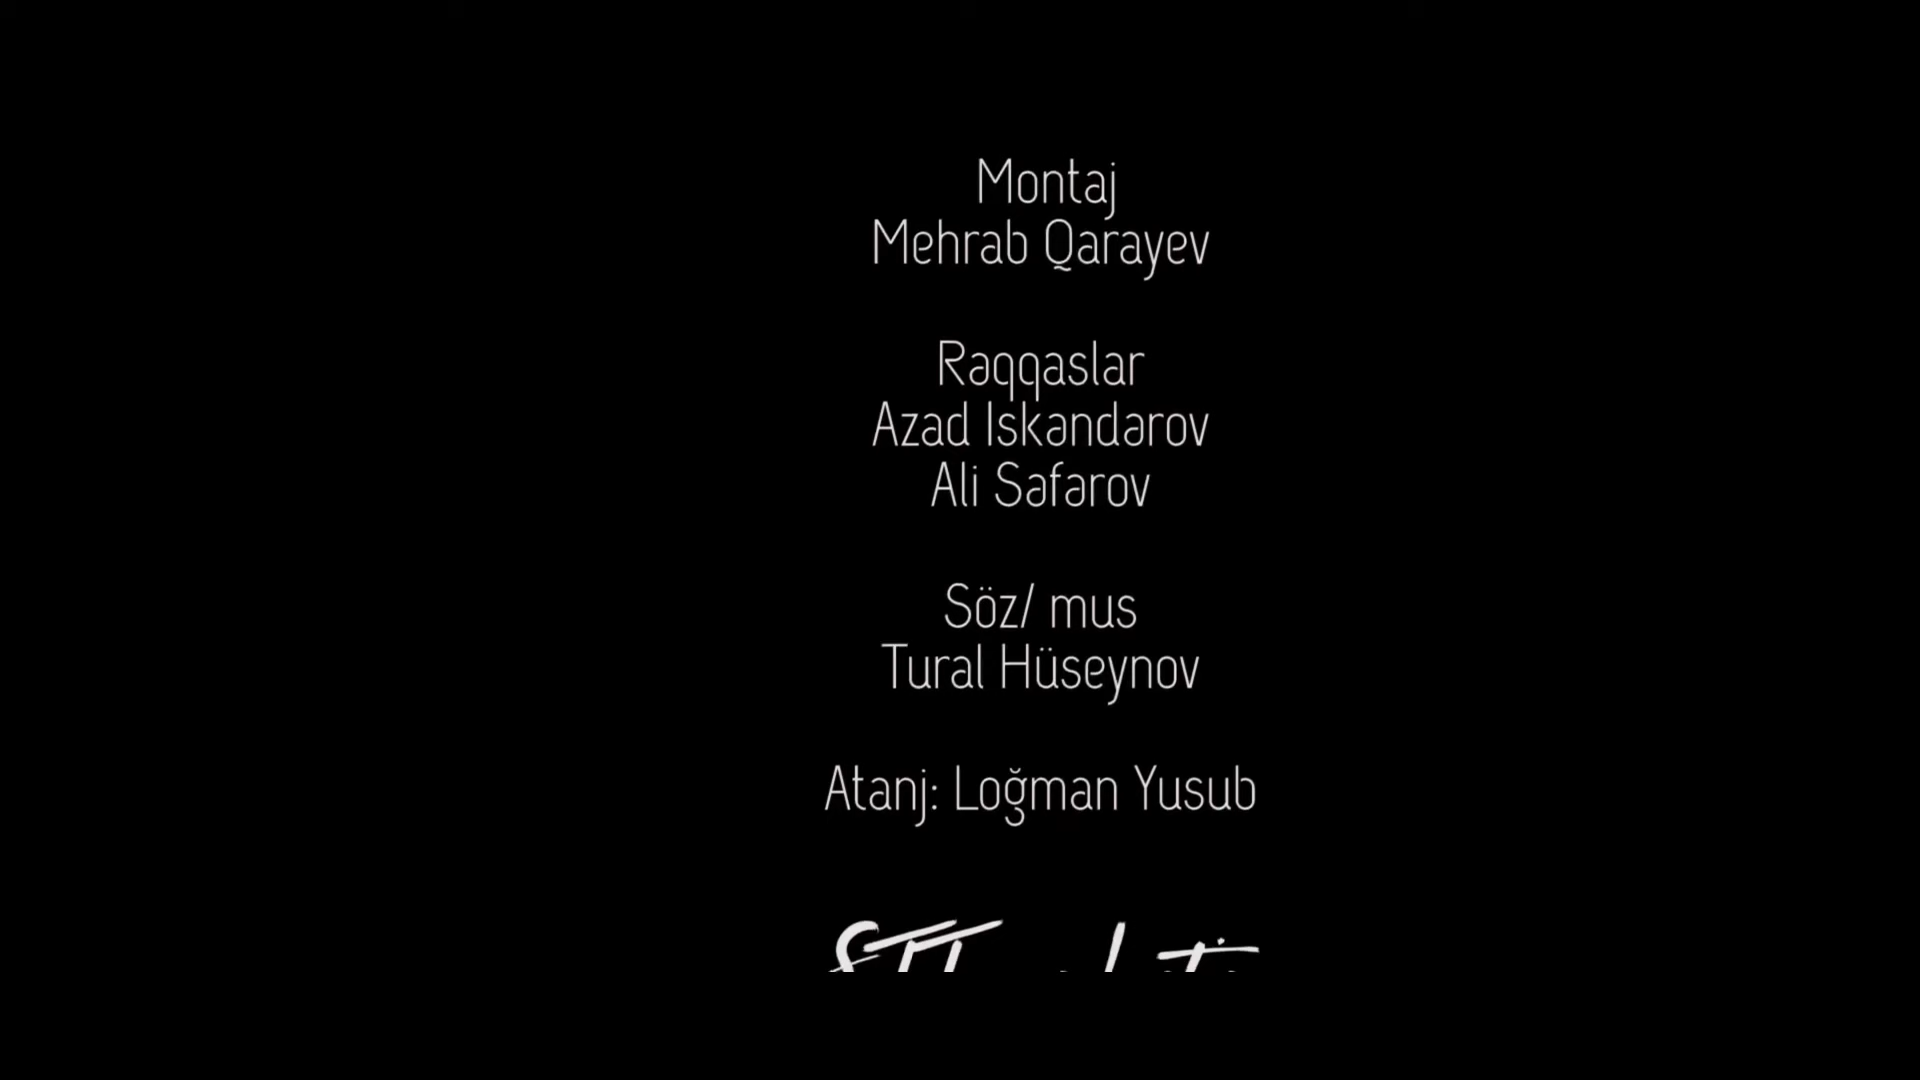 Montaj
Mehrab Qarayev
Raqqaslar
Azad Iskandarov
Ali Safarov
Söz/ mus
Tural Hüseynov
Atanj: Loğman Yusub